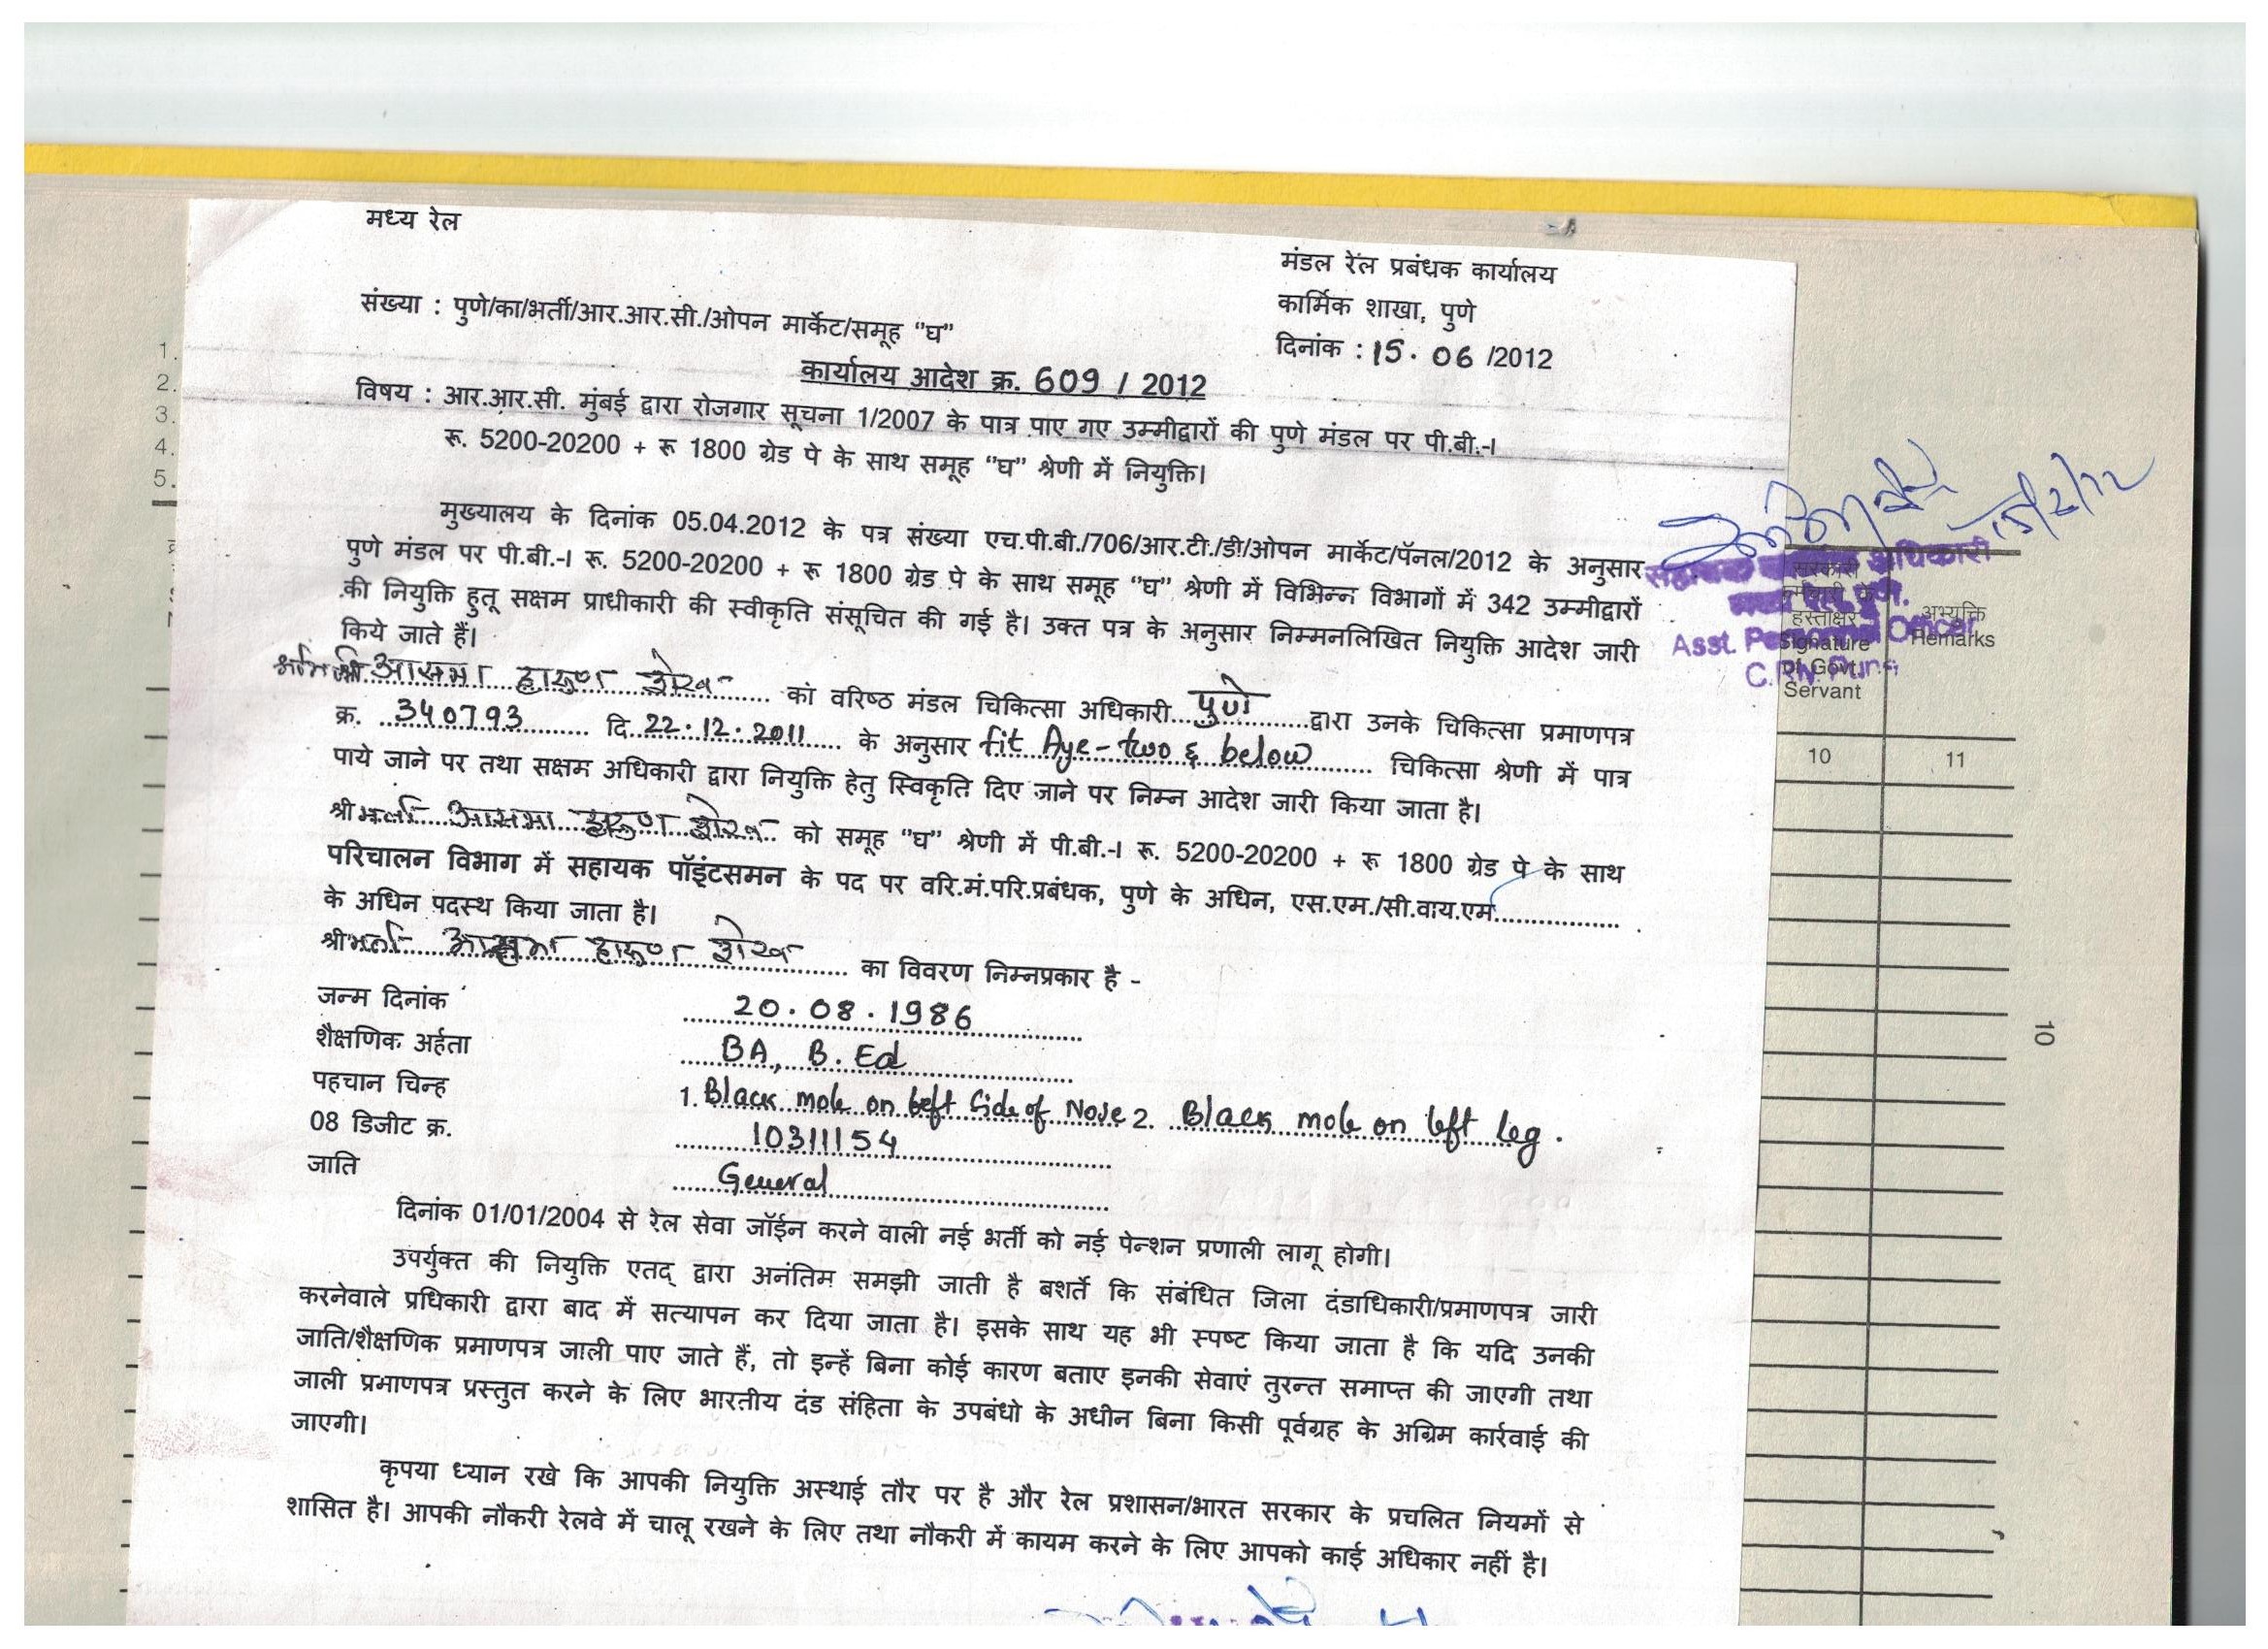 मध्य रेल
मंडल रेल प्रबंधक कार्यालय
कार्मिक शाखा, पुणे
दिनांक : 15. 06 /2012
संख्या : पुणे/का/भर्ती/आर.आर.सी./ओपन मार्केट/समूह "घ"
कार्यालय आदेश क्र. 609 / 2012
विषय : आर.आर.सी. मुंबई द्वारा रोजगार सूचना 1/2007 के पात्र पाए गए उम्मीद्वारों की पुणे मंडल पर पी.बी.-I
रू. 5200-20200 + रू 1800 ग्रेड पे के साथ समूह "घ" श्रेणी में नियुक्ति।
मुख्यालय के दिनांक 05.04.2012 के पत्र संख्या एच.पी.बी./706/आर.टी./डी/ओपन मार्केट/पॅनल/2012 के अनुसार
पुणे मंडल पर पी.बी.-I रू. 5200-20200 + रू 1800 ग्रेड पे के साथ समूह "घ" श्रेणी में विभिन्न विभागों में 342 उम्मीद्वारों
की नियुक्ति हुतू सक्षम प्राधीकारी की स्वीकृति संसूचित की गई है। उक्त पत्र के अनुसार निम्मनलिखित नियुक्ति आदेश जारी
किये जाते हैं।
आसमा हारूण शेख को वरिष्ठ मंडल चिकित्सा अधिकारी पुणे द्वारा उनके चिकित्सा प्रमाणपत्र
क्र. 340793 दि. 22.12.2011 के अनुसार fit Aye-two & below चिकित्सा श्रेणी में पात्र
पाये जाने पर तथा सक्षम अधिकारी द्वारा नियुक्ति हेतु स्विकृति दिए जाने पर निम्न आदेश जारी किया जाता है।
श्रीमती आसमा हारूण शेख को समूह "घ" श्रेणी में पी.बी.-I रू. 5200-20200 + रू 1800 ग्रेड पे के साथ
परिचालन विभाग में सहायक पॉइंटसमन के पद पर वरि.मं.परि.प्रबंधक, पुणे के अधिन, एस.एम./सी.वाय.एम
के अधिन पदस्थ किया जाता है।
श्रीमती आसमा हारूण शेख का विवरण निम्नप्रकार है -
जन्म दिनांक 20.08.1986
शैक्षणिक अर्हता BA, B.Ed
पहचान चिन्ह 1. Black mole on left side of Nose 2. Black mole on left leg.
08 डिजीट क्र. 10311154
जाति General
दिनांक 01/01/2004 से रेल सेवा जॉईन करने वाली नई भर्ती को नई पेन्शन प्रणाली लागू होगी।
उपर्युक्त की नियुक्ति एतद् द्वारा अनंतिम समझी जाती है बशर्ते कि संबंधित जिला दंडाधिकारी/प्रमाणपत्र जारी
करनेवाले प्रधिकारी द्वारा बाद में सत्यापन कर दिया जाता है। इसके साथ यह भी स्पष्ट किया जाता है कि यदि उनकी
जाति/शैक्षणिक प्रमाणपत्र जाली पाए जाते हैं, तो इन्हें बिना कोई कारण बताए इनकी सेवाएं तुरन्त समाप्त की जाएगी तथा
जाली प्रमाणपत्र प्रस्तुत करने के लिए भारतीय दंड संहिता के उपबंधो के अधीन बिना किसी पूर्वग्रह के अग्रिम कार्रवाई की
जाएगी।
कृपया ध्यान रखे कि आपकी नियुक्ति अस्थाई तौर पर है और रेल प्रशासन/भारत सरकार के प्रचलित नियमों से
शासित है। आपकी नौकरी रेलवे में चालू रखने के लिए तथा नौकरी में कायम करने के लिए आपको काई अधिकार नहीं है।
1.
2.
3.
4.
5.
अधिकारी
Asst. Personnel Officer
C.Rly. Pune
सरकारी
हस्ताक्षर
Signature
of Govt.
Servant
अभ्युक्ति
Remarks
10
11
10